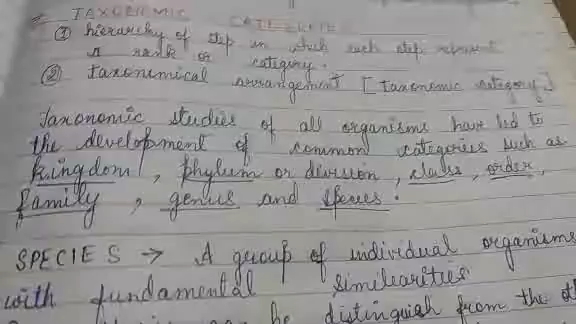 TAXONOMIC CATEGORIES
① hierarchy of step in which each step represent
a rank or category.
② taxonomical arrangement [taxonomic category]
Taxonomic studies of all organisms have led to
the development of common categories such as
kingdom, phylum or division, class, order,
family, genus and species.
SPECIES → A group of individual organisms
with fundamental similarities
be distinguish from the